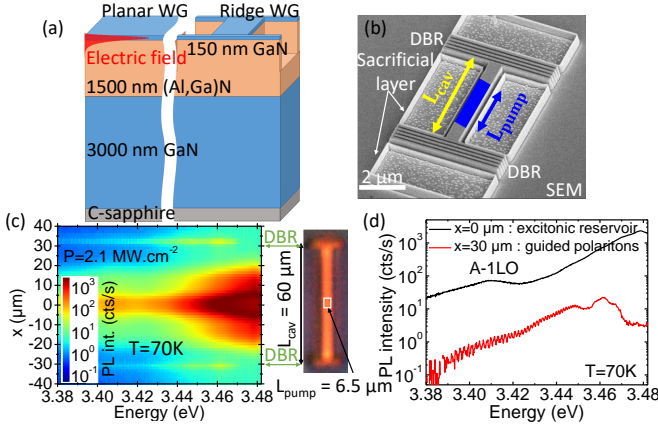 Planar WG
Ridge WG
(a)
150 nm GaN
Electric field
1500 nm (Al,Ga)N
3000 nm GaN
C-sapphire
(b)
DBR
Sacrificial
layer
Lcav
Lpump
DBR
2 µm
SEM
(c)
40
30
20
10
0
-10
-20
-30
-40
x (µm)
P=2.1 MW.cm-2
10³
10²
10¹
10⁰
10⁻¹
PL int. (cts/s)
T=70K
3.38 3.40 3.42 3.44 3.46 3.48
Energy (eV)
DBR
DBR
Lcav = 60 µm
Lpump = 6.5 µm
(d)
x=0 µm : excitonic reservoir
x=30 µm : guided polaritons
A-1LO
10³
10²
10¹
10⁰
10⁻¹
PL intensity (cts/s)
T=70K
3.38 3.40 3.42 3.44 3.46 3.48
Energy (eV)